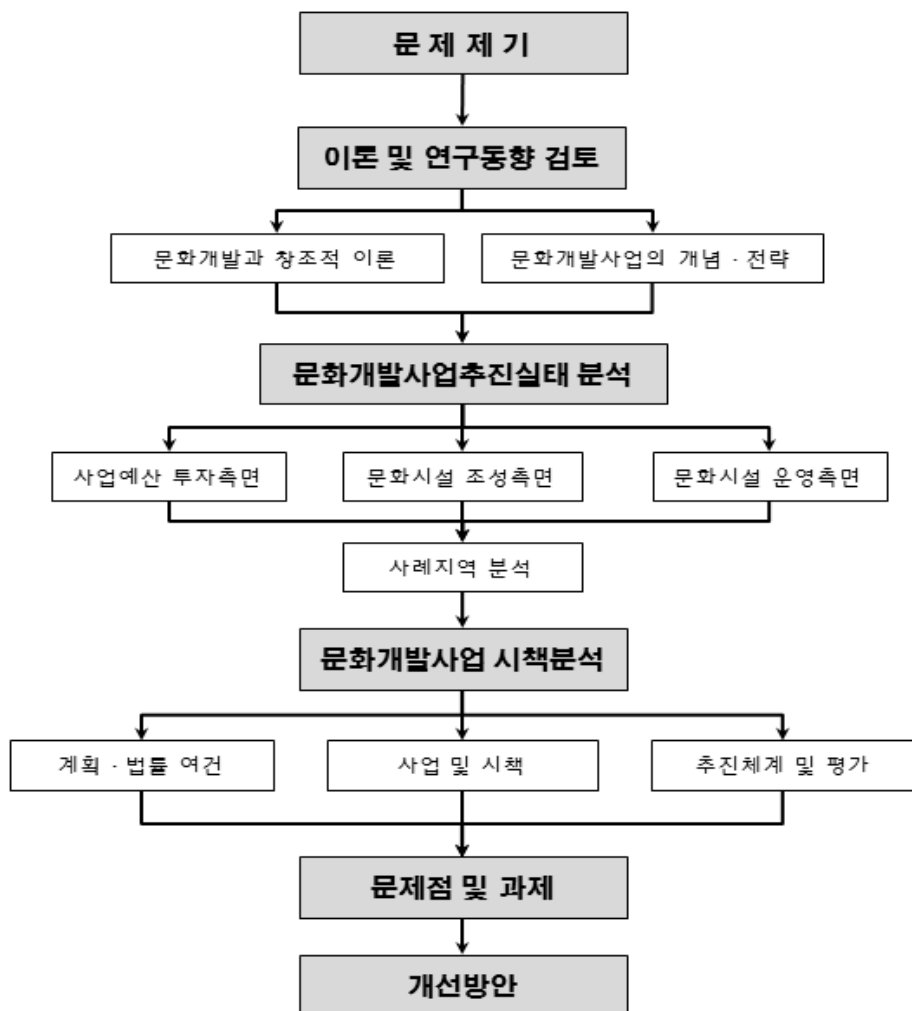 문 제 제 기
이론 및 연구동향 검토
문화개발과 창조적 이론
문화개발사업의 개념 · 전략
문화개발사업추진실태 분석
사업예산 투자측면
문화시설 조성측면
문화시설 운영측면
사례지역 분석
문화개발사업 시책분석
계획 · 법률 여건
사업 및 시책
추진체계 및 평가
문제점 및 과제
개선방안